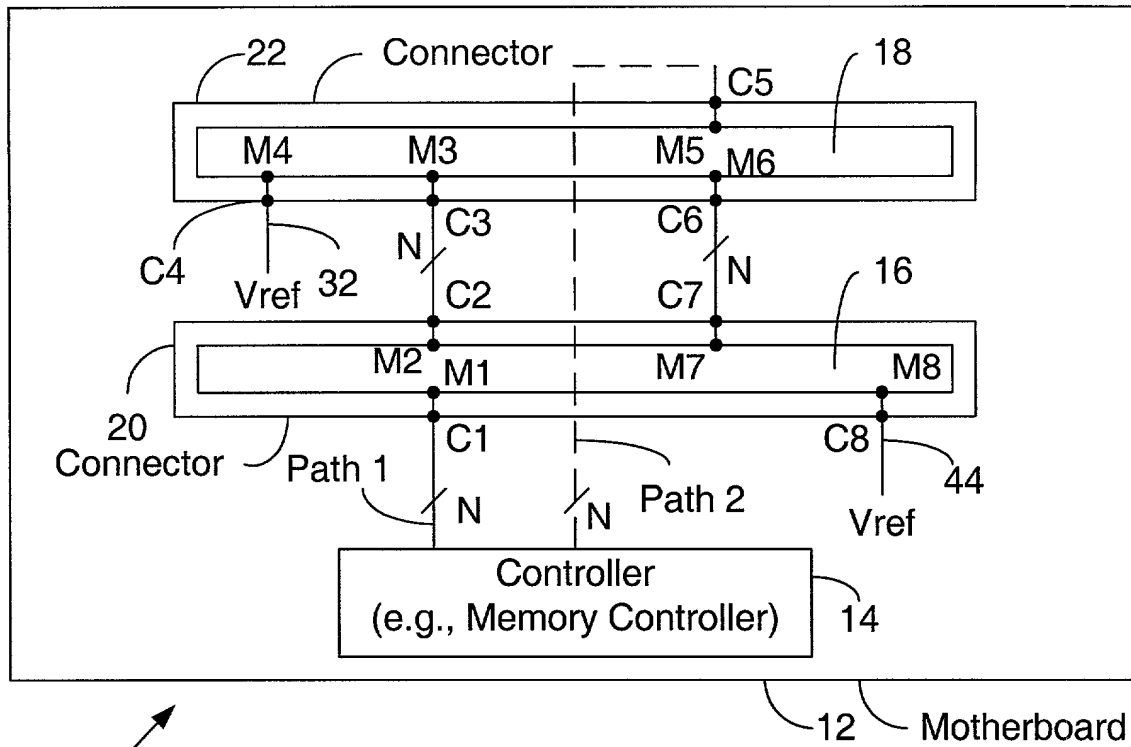 22
Connector
18
C5
M4
M3
M5
M6
C4
C3
C6
N
N
Vref
32
C2
C7
16
M2
M1
M7
M8
20
Connector
C1
C8
Path 1
N
N
Path 2
44
Vref
Controller
(e.g., Memory Controller)
14
12
Motherboard